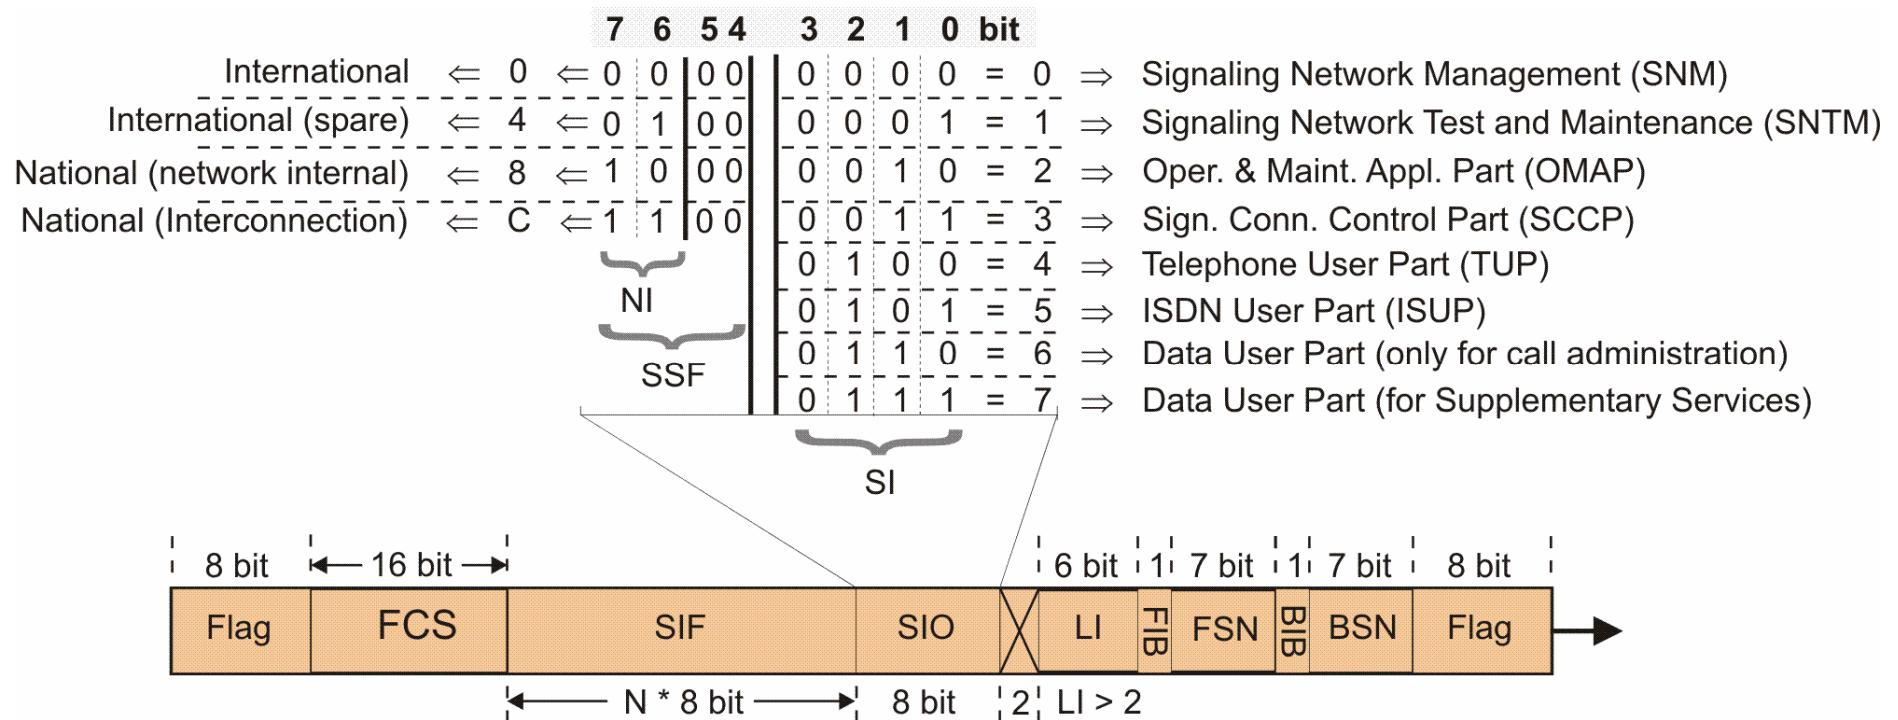 7 6 5 4 3 2 1 0 bit
International ⇐ 0 ⇐ 0 0 0 0 0 0 0 0 = 0 ⇒ Signaling Network Management (SNM)
International (spare) ⇐ 4 ⇐ 0 1 0 0 0 0 0 1 = 1 ⇒ Signaling Network Test and Maintenance (SNTM)
National (network internal) ⇐ 8 ⇐ 1 0 0 0 0 0 1 0 = 2 ⇒ Oper. & Maint. Appl. Part (OMAP)
National (Interconnection) ⇐ C ⇐ 1 1 0 0 0 0 1 1 = 3 ⇒ Sign. Conn. Control Part (SCCP)
0 1 0 0 = 4 ⇒ Telephone User Part (TUP)
NI
0 1 0 1 = 5 ⇒ ISDN User Part (ISUP)
0 1 1 0 = 6 ⇒ Data User Part (only for call administration)
SSF
0 1 1 1 = 7 ⇒ Data User Part (for Supplementary Services)
SI
8 bit 16 bit 6 bit 1 7 bit 1 7 bit 8 bit
Flag FCS SIF SIO LI FIB FSN BIB BSN Flag
N * 8 bit 8 bit 2 LI > 2